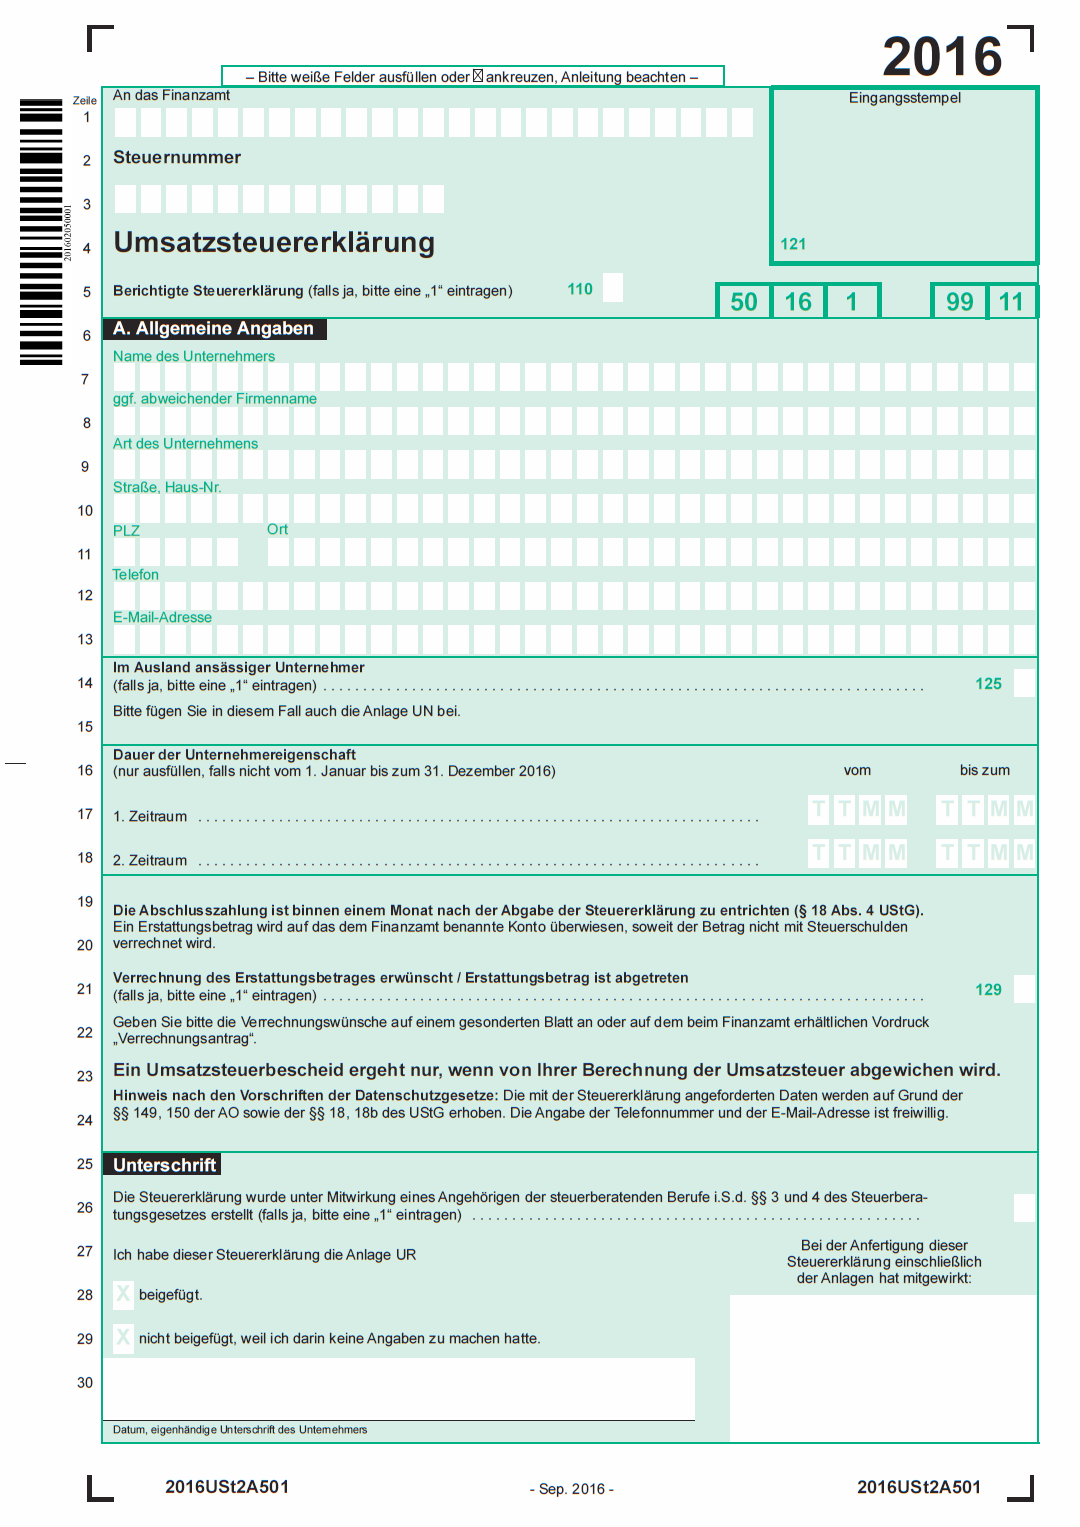 2016
– Bitte weiße Felder ausfüllen oder ☒ ankreuzen, Anleitung beachten –
Zeile
An das Finanzamt
Eingangsstempel
1
2
Steuernummer
3
201602050001
4
Umsatzsteuererklärung
121
5
Berichtigte Steuererklärung (falls ja, bitte eine „1“ eintragen)
110
50 16 1 99 11
6
A. Allgemeine Angaben
Name des Unternehmers
7
ggf. abweichender Firmenname
8
Art des Unternehmens
9
Straße, Haus-Nr.
10
PLZ Ort
11
Telefon
12
E-Mail-Adresse
13
Im Ausland ansässiger Unternehmer
14
(falls ja, bitte eine „1“ eintragen) . . . . . . . . . . . . . . . . . . . . 125
Bitte fügen Sie in diesem Fall auch die Anlage UN bei.
15
Dauer der Unternehmereigenschaft
16
(nur ausfüllen, falls nicht vom 1. Januar bis zum 31. Dezember 2016) vom bis zum
17
1. Zeitraum . . . . . . . . . . . . . . . . . . . . T T M M T T M M
18
2. Zeitraum . . . . . . . . . . . . . . . . . . . . T T M M T T M M
19
Die Abschlusszahlung ist binnen einem Monat nach der Abgabe der Steuererklärung zu entrichten (§ 18 Abs. 4 UStG).
Ein Erstattungsbetrag wird auf das dem Finanzamt benannte Konto überwiesen, soweit der Betrag nicht mit Steuerschulden
20
verrechnet wird.
Verrechnung des Erstattungsbetrages erwünscht / Erstattungsbetrag ist abgetreten
21
(falls ja, bitte eine „1“ eintragen) . . . . . . . . . . . . . . . . . . . . 129
Geben Sie bitte die Verrechnungswünsche auf einem gesonderten Blatt an oder auf dem beim Finanzamt erhältlichen Vordruck
22
„Verrechnungsantrag“.
23
Ein Umsatzsteuerbescheid ergeht nur, wenn von Ihrer Berechnung der Umsatzsteuer abgewichen wird.
Hinweis nach den Vorschriften der Datenschutzgesetze: Die mit der Steuererklärung angeforderten Daten werden auf Grund der
§§ 149, 150 der AO sowie der §§ 18, 18b des UStG erhoben. Die Angabe der Telefonnummer und der E-Mail-Adresse ist freiwillig.
24
25
Unterschrift
Die Steuererklärung wurde unter Mitwirkung eines Angehörigen der steuerberatenden Berufe i.S.d. §§ 3 und 4 des Steuerbera-
26
tungsgesetzes erstellt (falls ja, bitte eine „1“ eintragen) . . . . . . . . . . . . . . . . . . . .
27
Ich habe dieser Steuererklärung die Anlage UR
Bei der Anfertigung dieser
Steuererklärung einschließlich
der Anlagen hat mitgewirkt:
28
X beigefügt.
29
X nicht beigefügt, weil ich darin keine Angaben zu machen hatte.
30
Datum, eigenhändige Unterschrift des Unternehmers
2016USt2A501
- Sep. 2016 -
2016USt2A501